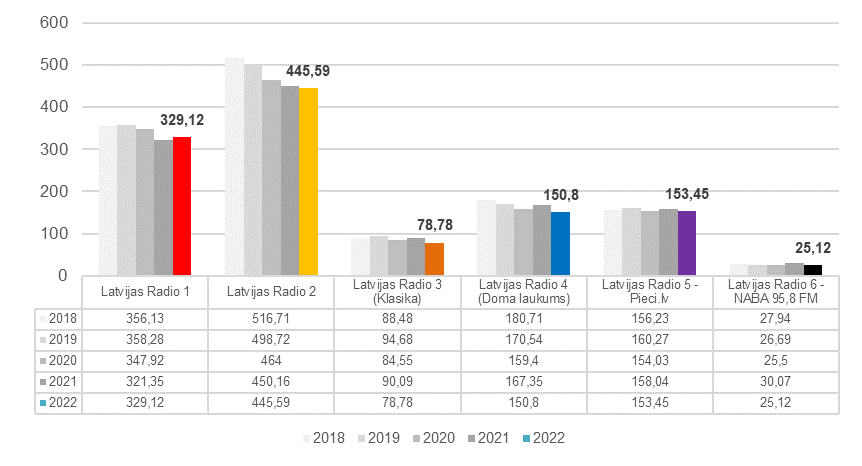 600
500
400
300
200
100
0
329,12
445,59
78,78
150,8
153,45
25,12
Latvijas Radio 1
Latvijas Radio 2
Latvijas Radio 3
(Klasika)
Latvijas Radio 4
(Doma laukums)
Latvijas Radio 5 -
Pieci.lv
Latvijas Radio 6 -
NABA 95,8 FM
2018 356,13 516,71 88,48 180,71 156,23 27,94
2019 358,28 498,72 94,68 170,54 160,27 26,69
2020 347,92 464 84,55 159,4 154,03 25,5
2021 321,35 450,16 90,09 167,35 158,04 30,07
2022 329,12 445,59 78,78 150,8 153,45 25,12
2018 2019 2020 2021 2022